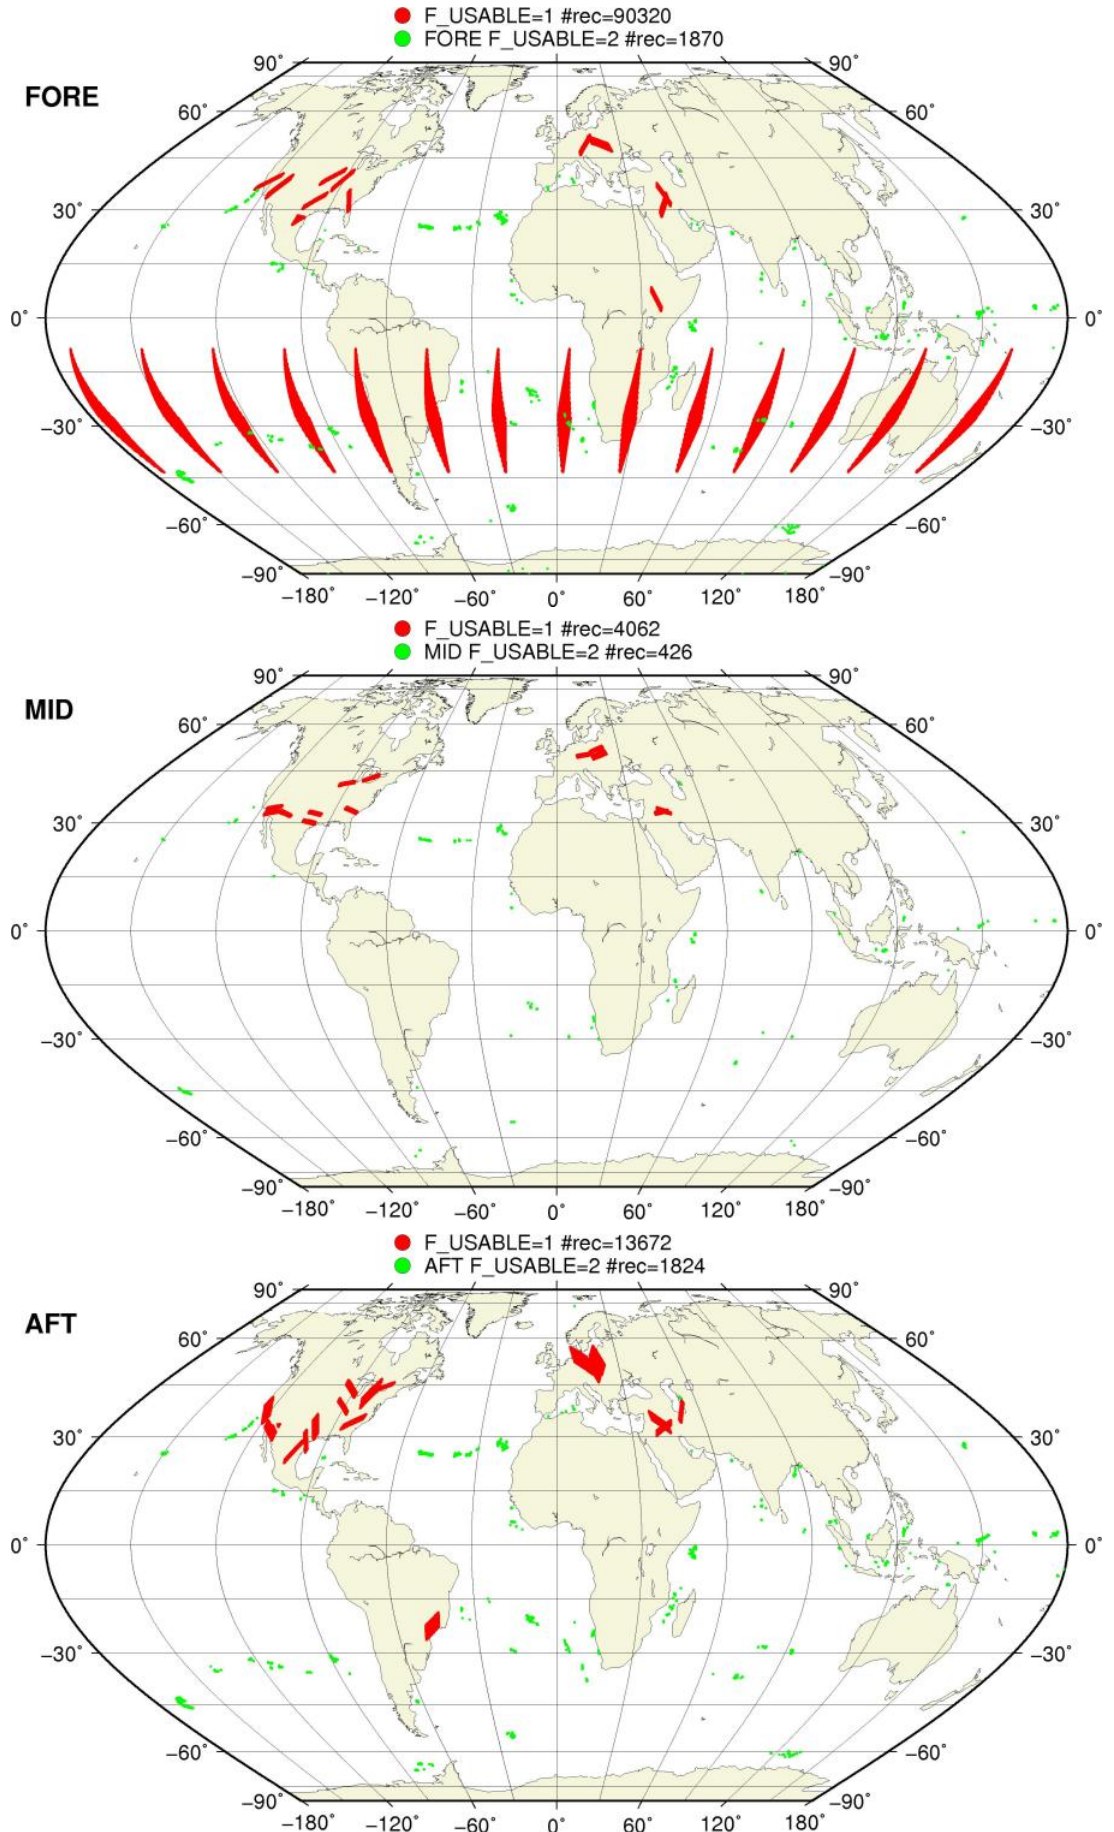 F_USABLE=1 #rec=90320
FORE F_USABLE=2 #rec=1870
FORE
90° 90°
60° 60°
30° 30°
0° 0°
−30° −30°
−60° −60°
−90° −90°
−180° −120° −60° 0° 60° 120° 180°
F_USABLE=1 #rec=4062
MID F_USABLE=2 #rec=426
MID
90° 90°
60° 60°
30° 30°
0° 0°
−30° −30°
−60° −60°
−90° −90°
−180° −120° −60° 0° 60° 120° 180°
F_USABLE=1 #rec=13672
AFT F_USABLE=2 #rec=1824
AFT
90° 90°
60° 60°
30° 30°
0° 0°
−30° −30°
−60° −60°
−90° −90°
−180° −120° −60° 0° 60° 120° 180°